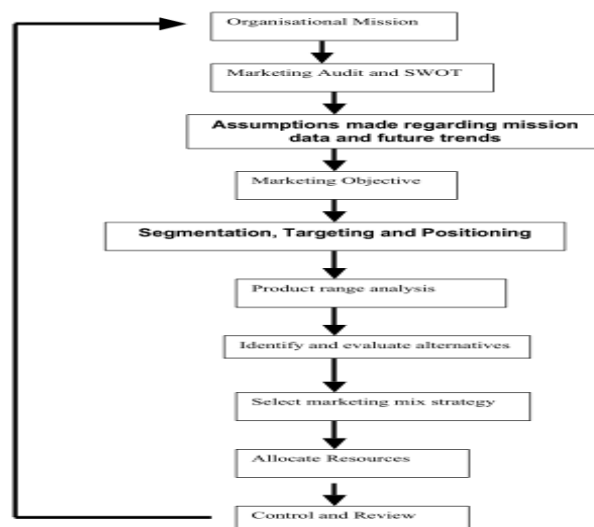 Organisational Mission
Marketing Audit and SWOT
Assumptions made regarding mission
data and future trends
Marketing Objective
Segmentation, Targeting and Positioning
Product range analysis
Identify and evaluate alternatives
Select marketing mix strategy
Allocate Resources
Control and Review